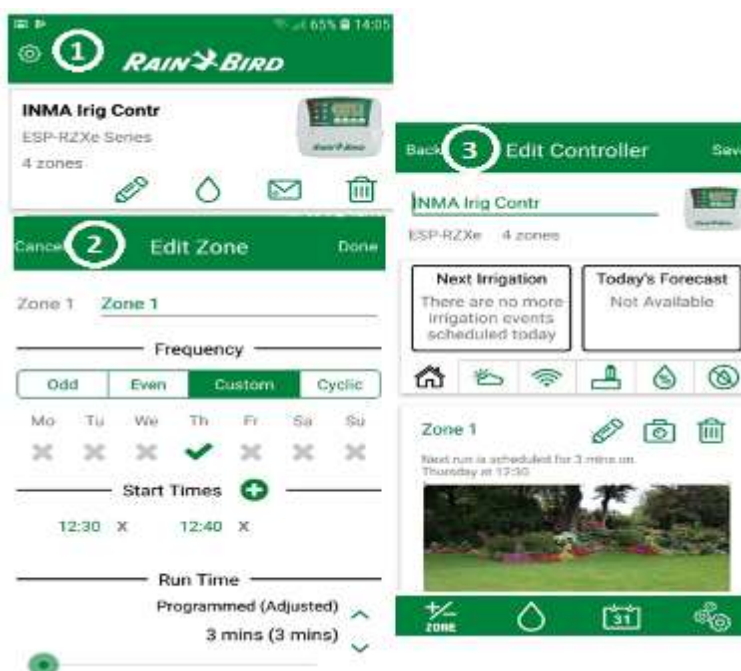 65% 14:05
1 RAIN BIRD
INMA Irig Contr
ESP-RZXe Series
4 zones
Cancel 2 Edit Zone Done
Zone 1 Zone 1
Frequency
Odd Even Custom Cyclic
Mo Tu We Th Fr Sa Su
Start Times
12:30 X 12:40 X
Run Time
Programmed (Adjusted)
3 mins (3 mins)
Back 3 Edit Controller Save
INMA Irig Contr
ESP-RZXe 4 zones
Next Irrigation
There are no more
irrigation events
scheduled today
Today's Forecast
Not Available
Zone 1
Next run is scheduled for 3 mins on
Thursday at 12:30
+/- ZONE 31